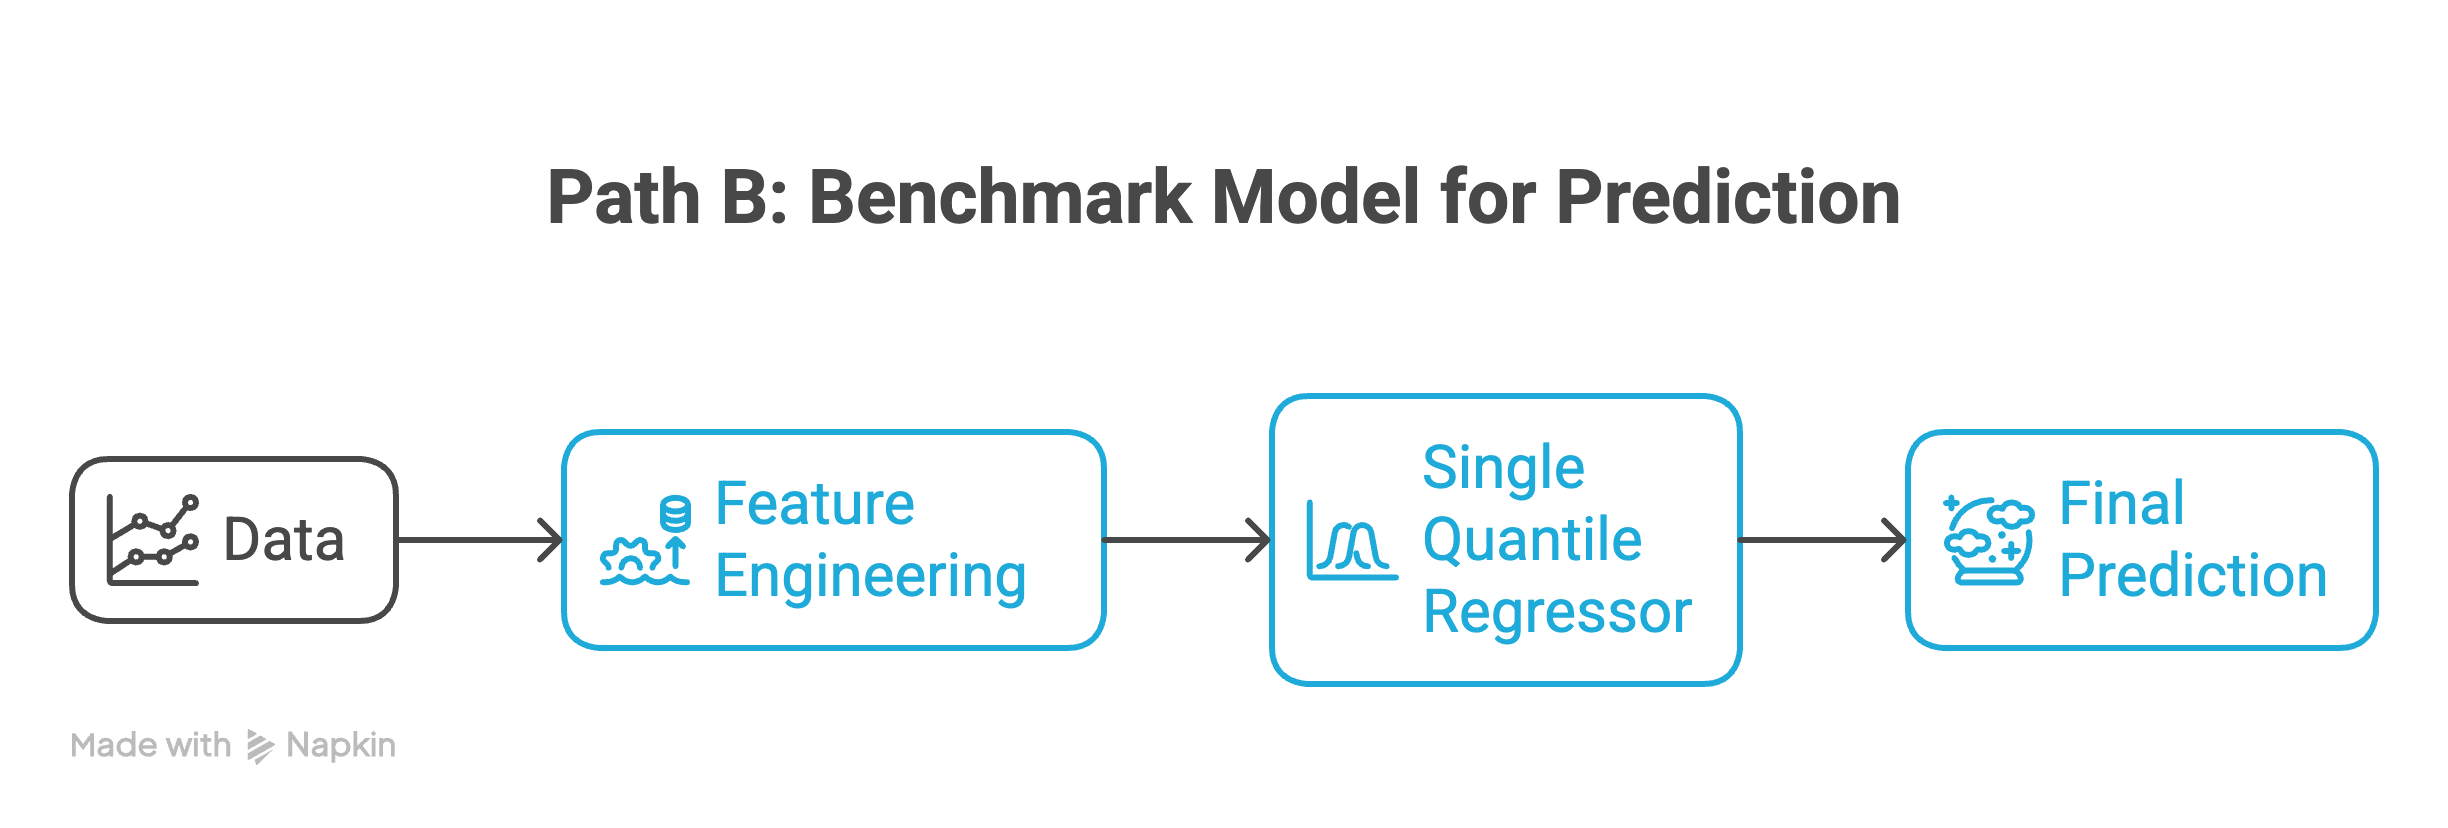 Path B: Benchmark Model for Prediction
Data
Feature
Engineering
Single
Quantile
Regressor
Final
Prediction
Made with Napkin